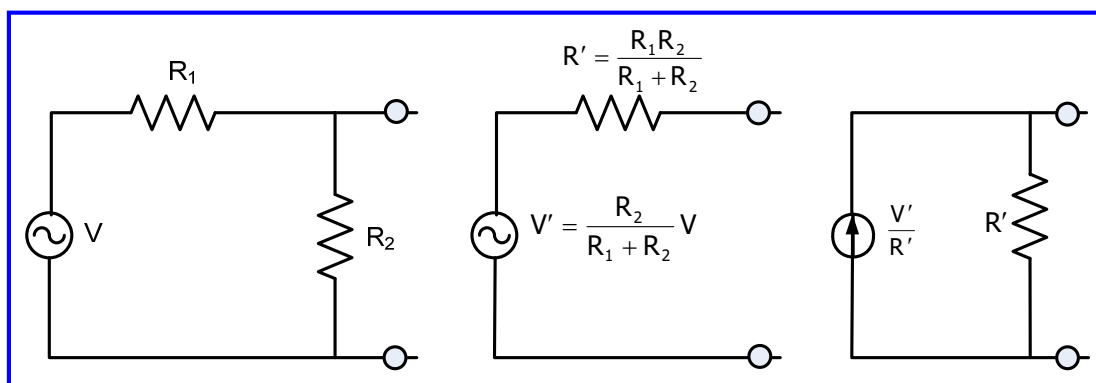 R₁
V
R₂
R′ = R₁R₂ / (R₁ + R₂)
V′ = R₂ / (R₁ + R₂) V
V′ / R′
R′